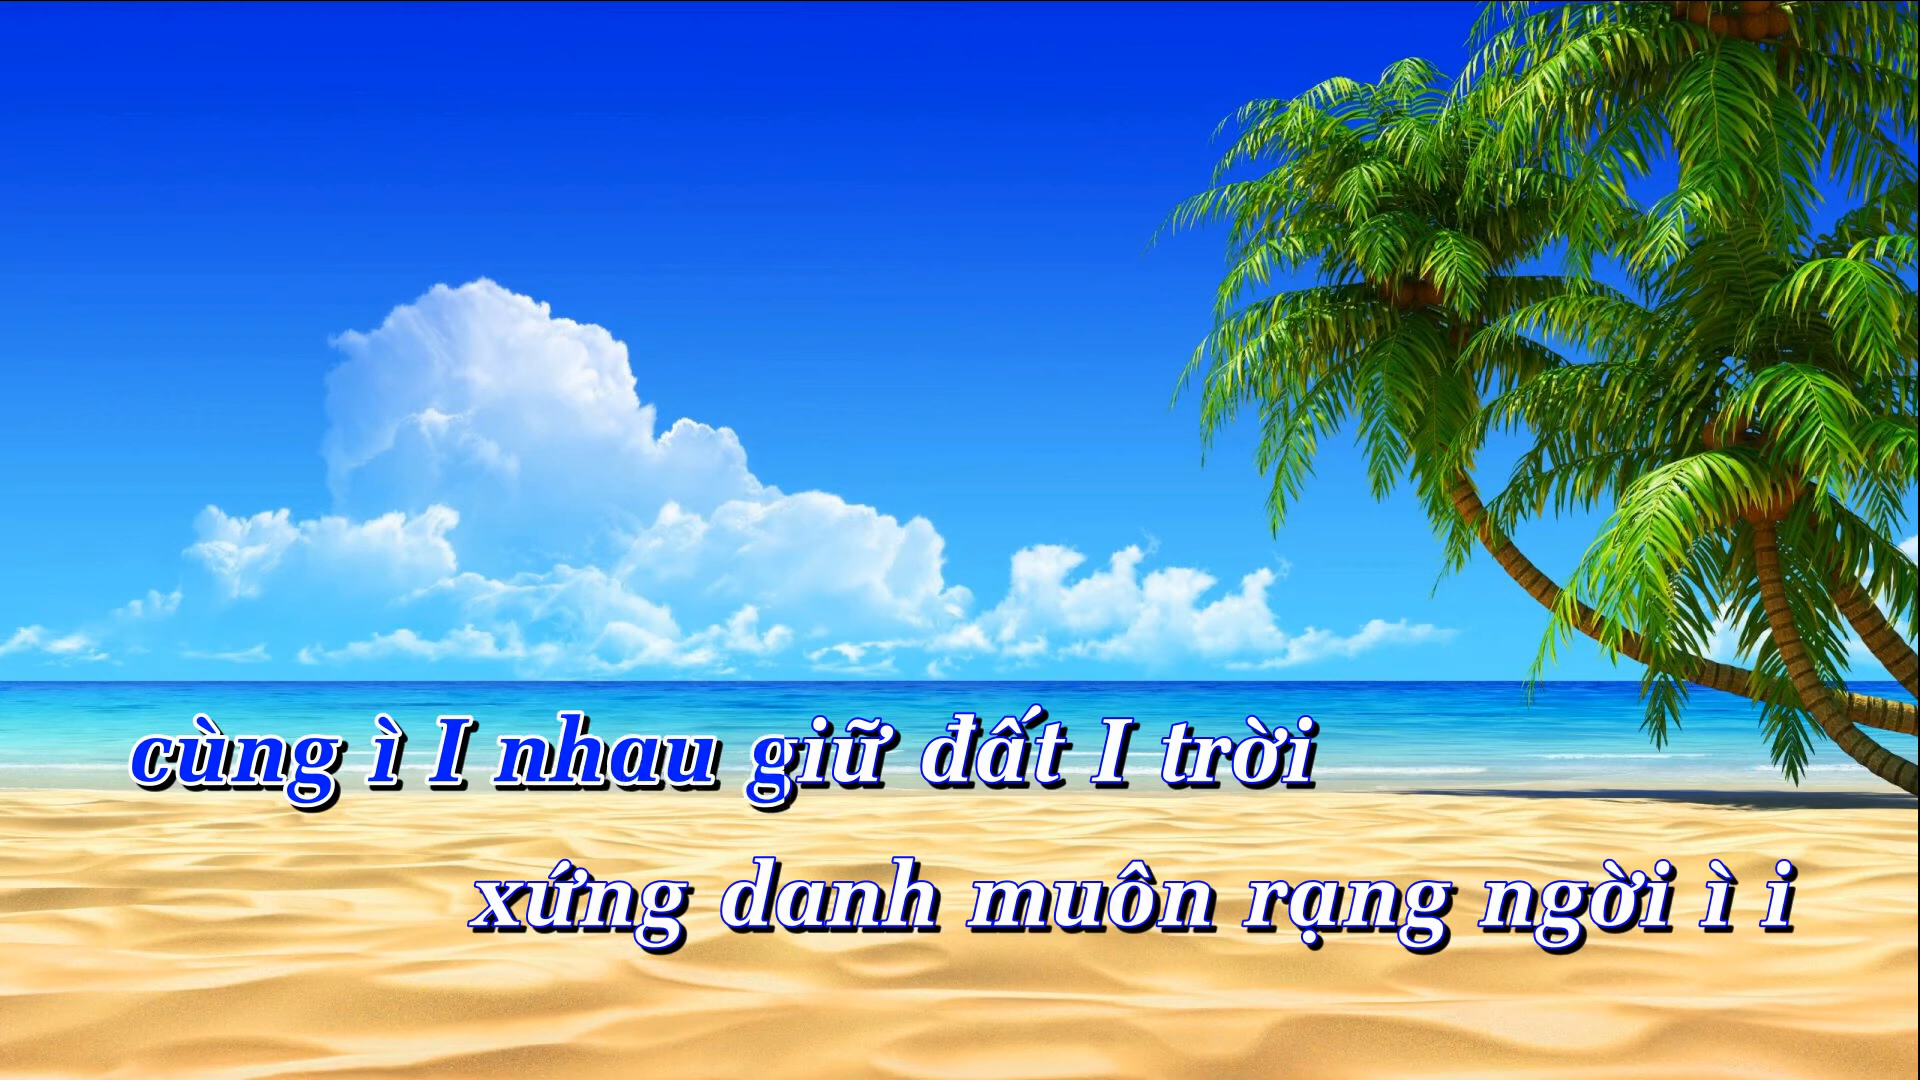 cùng ì I nhau giữ đất I trời
xứng danh muôn rạng ngời ì i